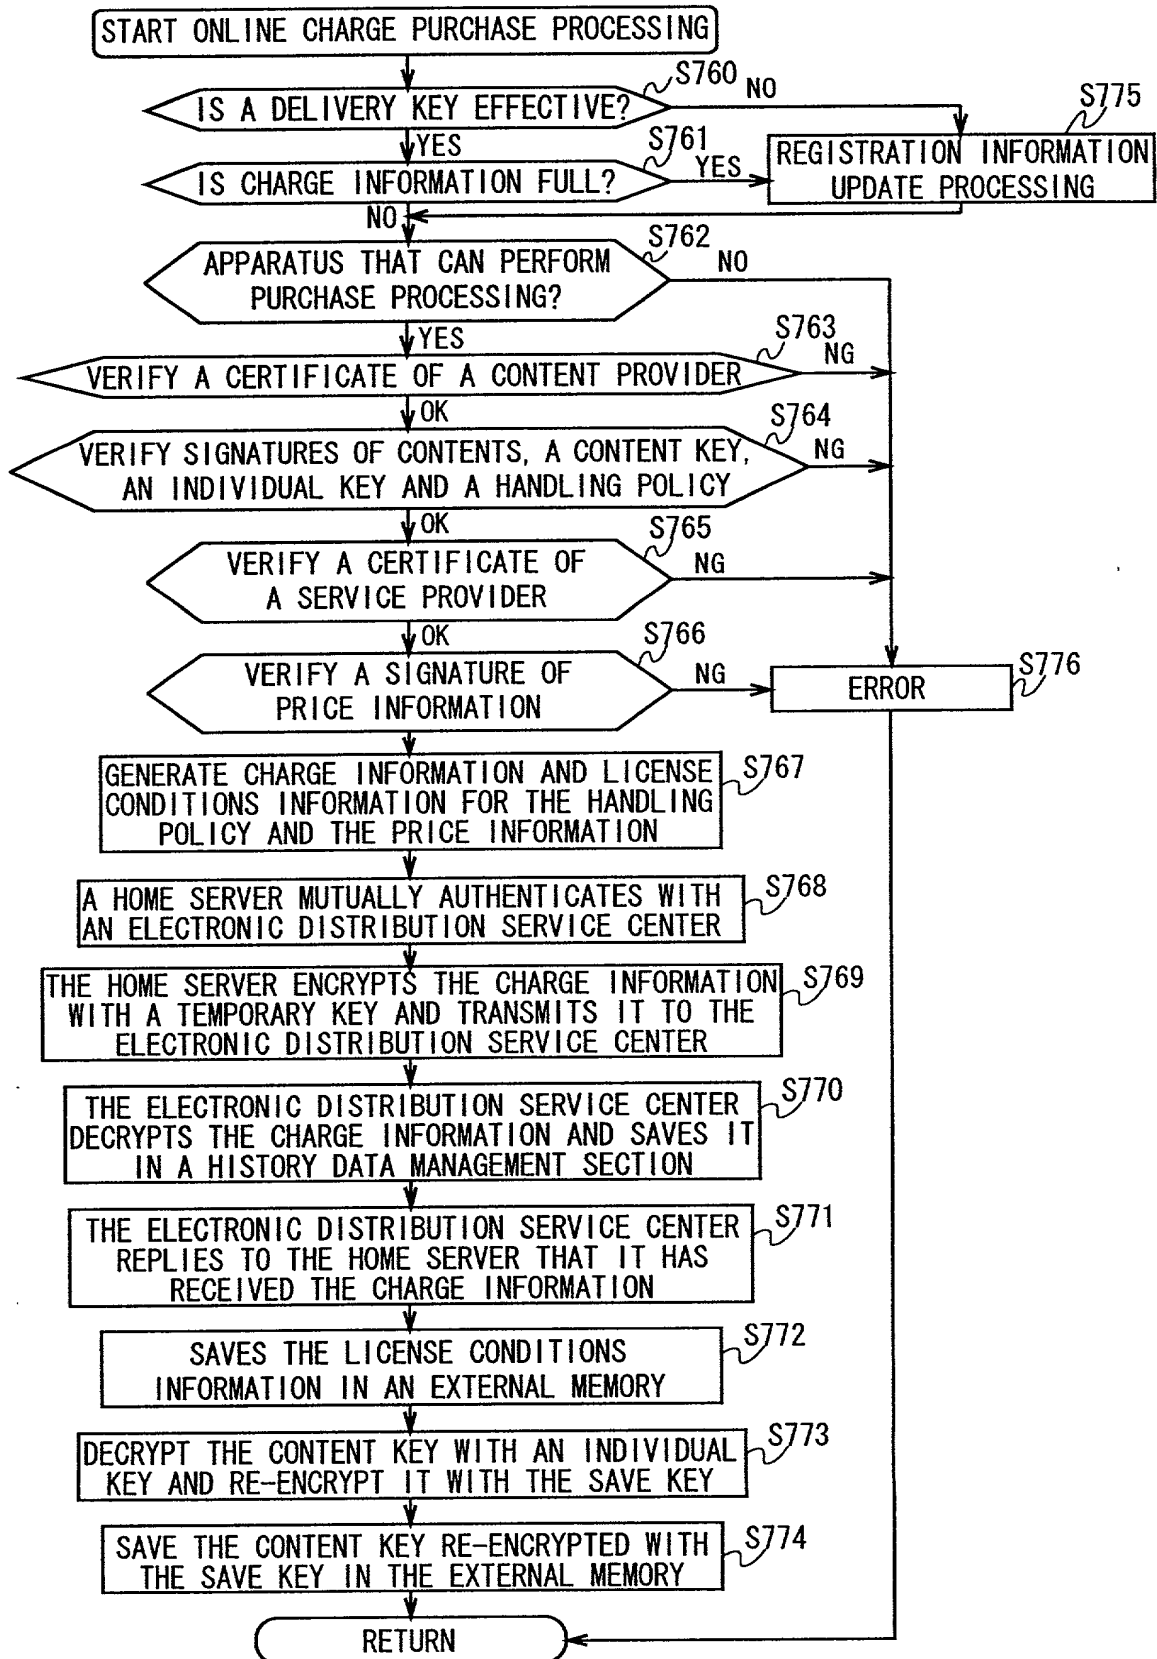 START ONLINE CHARGE PURCHASE PROCESSING
S760
IS A DELIVERY KEY EFFECTIVE?
NO
S775
YES
S761
REGISTRATION INFORMATION
UPDATE PROCESSING
IS CHARGE INFORMATION FULL?
YES
NO
S762
APPARATUS THAT CAN PERFORM
PURCHASE PROCESSING?
NO
YES
S763
VERIFY A CERTIFICATE OF A CONTENT PROVIDER
NG
OK
S764
VERIFY SIGNATURES OF CONTENTS, A CONTENT KEY,
AN INDIVIDUAL KEY AND A HANDLING POLICY
NG
OK
S765
VERIFY A CERTIFICATE OF
A SERVICE PROVIDER
NG
OK
S766
VERIFY A SIGNATURE OF
PRICE INFORMATION
NG
ERROR
S776
GENERATE CHARGE INFORMATION AND LICENSE
CONDITIONS INFORMATION FOR THE HANDLING
POLICY AND THE PRICE INFORMATION
S767
A HOME SERVER MUTUALLY AUTHENTICATES WITH
AN ELECTRONIC DISTRIBUTION SERVICE CENTER
S768
THE HOME SERVER ENCRYPTS THE CHARGE INFORMATION
WITH A TEMPORARY KEY AND TRANSMITS IT TO THE
ELECTRONIC DISTRIBUTION SERVICE CENTER
S769
THE ELECTRONIC DISTRIBUTION SERVICE CENTER
DECRYPTS THE CHARGE INFORMATION AND SAVES IT
IN A HISTORY DATA MANAGEMENT SECTION
S770
THE ELECTRONIC DISTRIBUTION SERVICE CENTER
REPLIES TO THE HOME SERVER THAT IT HAS
RECEIVED THE CHARGE INFORMATION
S771
SAVES THE LICENSE CONDITIONS
INFORMATION IN AN EXTERNAL MEMORY
S772
DECRYPT THE CONTENT KEY WITH AN INDIVIDUAL
KEY AND RE-ENCRYPT IT WITH THE SAVE KEY
S773
SAVE THE CONTENT KEY RE-ENCRYPTED WITH
THE SAVE KEY IN THE EXTERNAL MEMORY
S774
RETURN